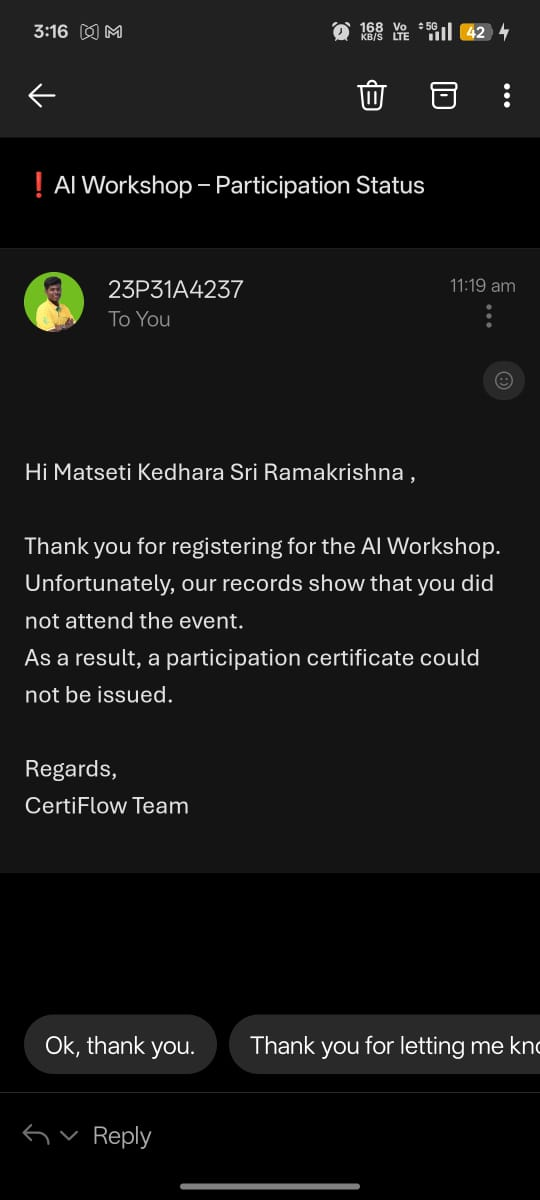 3:16 168 KB/S Vo LTE 5G 42
❗ AI Workshop – Participation Status
23P31A4237
11:19 am
To You
Hi Matseti Kedhara Sri Ramakrishna ,
Thank you for registering for the AI Workshop.
Unfortunately, our records show that you did
not attend the event.
As a result, a participation certificate could
not be issued.
Regards,
CertiFlow Team
Ok, thank you.
Thank you for letting me kno
Reply